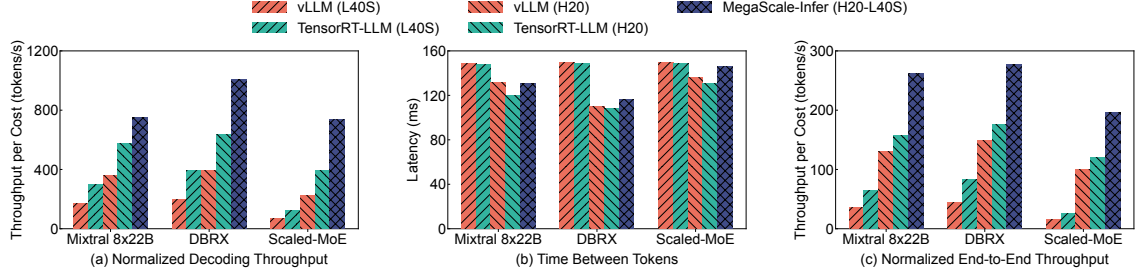 vLLM (L40S)
vLLM (H20)
MegaScale-Infer (H20-L40S)
TensorRT-LLM (L40S)
TensorRT-LLM (H20)
Throughput per Cost (tokens/s)
1200
800
400
0
Mixtral 8x22B
DBRX
Scaled-MoE
(a) Normalized Decoding Throughput
Latency (ms)
160
120
80
40
0
Mixtral 8x22B
DBRX
Scaled-MoE
(b) Time Between Tokens
Throughput per Cost (tokens/s)
300
200
100
0
Mixtral 8x22B
DBRX
Scaled-MoE
(c) Normalized End-to-End Throughput